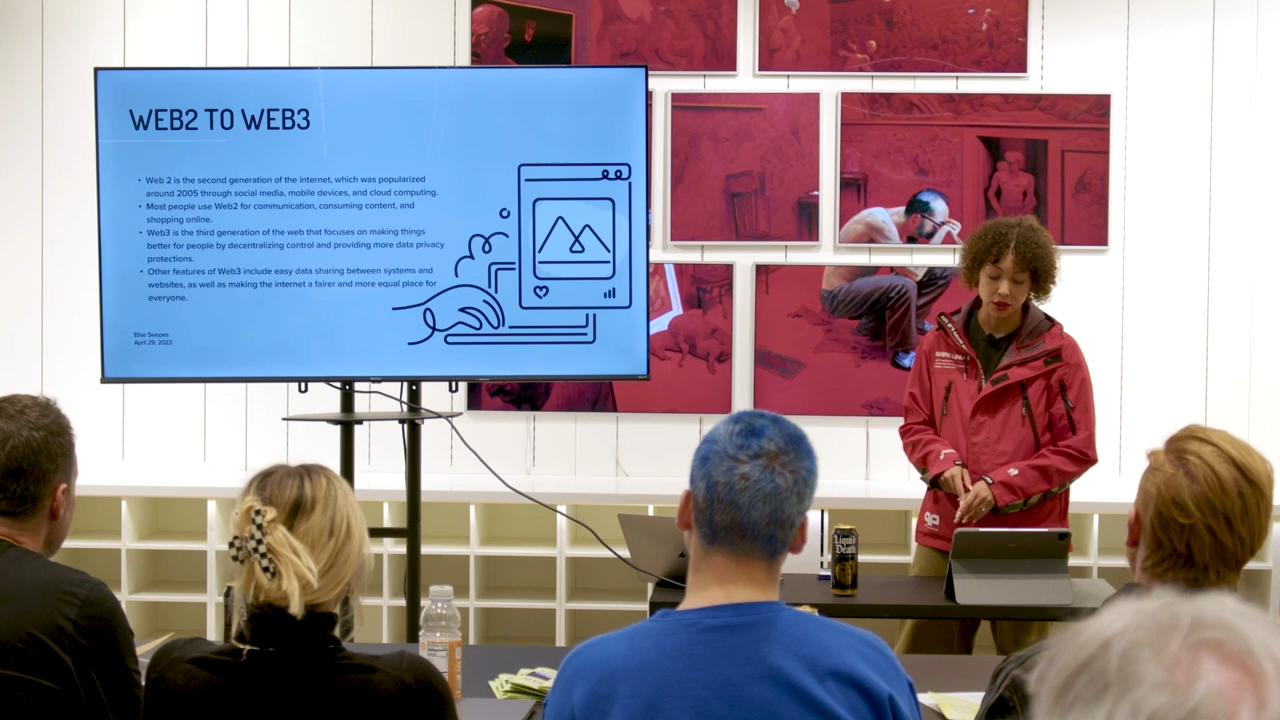 WEB2 TO WEB3
• Web 2 is the second generation of the internet, which was popularized
around 2005 through social media, mobile devices, and cloud computing.
• Most people use Web2 for communication, consuming content, and
shopping online.
• Web3 is the third generation of the web that focuses on making things
better for people by decentralizing control and providing more data privacy
protections.
• Other features of Web3 include easy data sharing between systems and
websites, as well as making the internet a fairer and more equal place for
everyone.
Elise Swopes
April 29, 2023
Liquid
Death